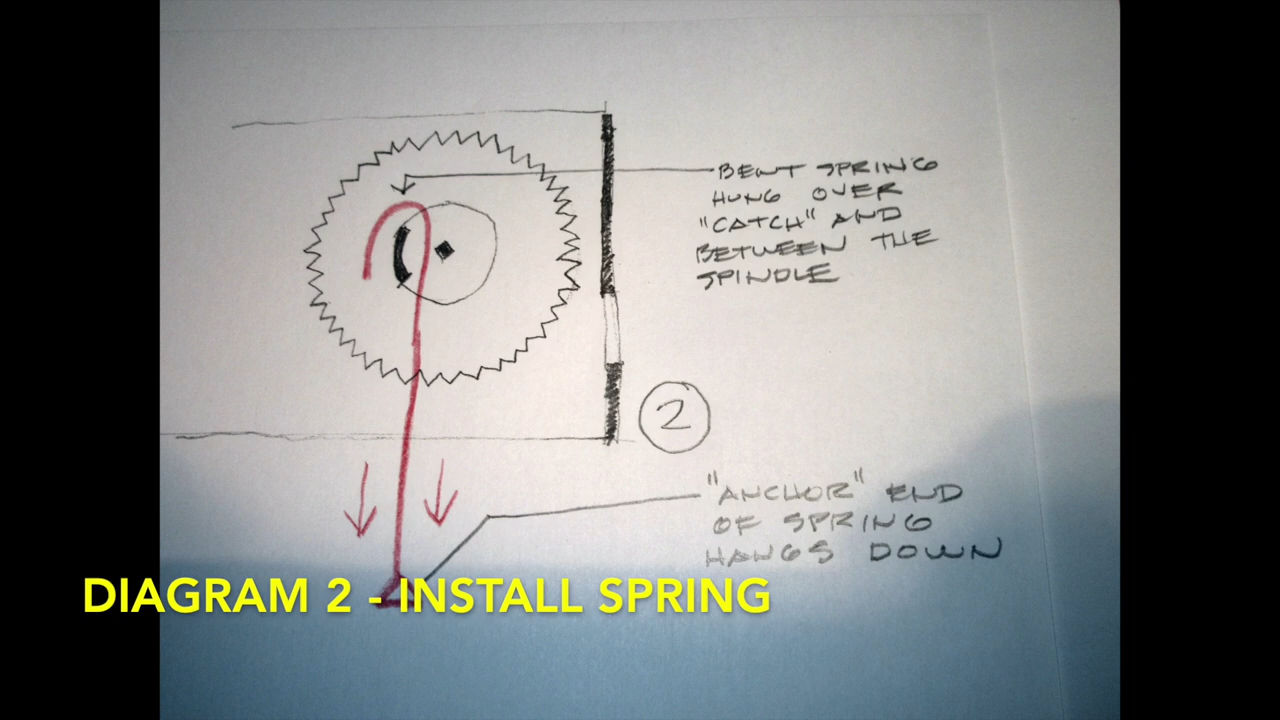 BENT SPRING
HUNG OVER
"CATCH" AND
BETWEEN THE
SPINDLE
2
"ANCHOR" END
OF SPRING
HANGS DOWN
DIAGRAM 2 - INSTALL SPRING